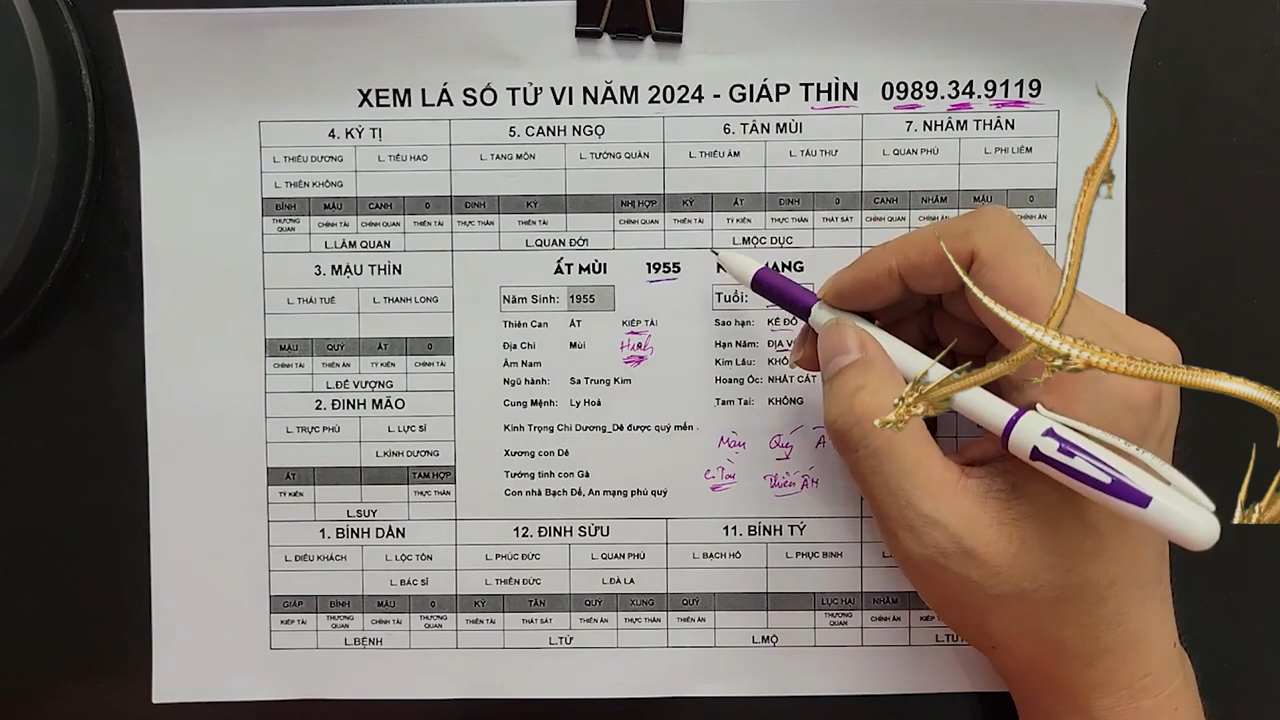 XEM LÁ SỐ TỬ VI NĂM 2024 - GIÁP THÌN 0989.34.9119
4. KỶ TỊ 5. CANH NGỌ 6. TÂN MÙI 7. NHÂM THÂN
L. THIẾU DƯƠNG L. TIỂU HAO L. TANG MÔN L. TƯỚNG QUÂN L. THIẾU ÂM L. TẤU THƯ L. QUAN PHÙ L. PHI LIÊM
L. THIÊN KHÔNG
BÍNH MẬU CANH 0 ĐINH KỶ NHỊ HỢP KỶ ẤT ĐINH 0 CANH NHÂM MẬU 0
THƯƠNG QUAN CHÍNH TÀI CHÍNH QUAN THIÊN TÀI THỰC THẦN THIÊN TÀI CHÍNH QUAN THIÊN TÀI TỶ KIÊN THỰC THẦN THẤT SÁT CHÍNH QUAN
L.LÂM QUAN L.QUAN ĐỚI L.MỘC DỤC
3. MẬU THÌN
L. THÁI TUẾ L. THANH LONG
MẬU QUÝ ẤT 0
CHÍNH TÀI THIÊN ẤN TỶ KIÊN CHÍNH TÀI
L.ĐẾ VƯỢNG
2. ĐINH MÃO
L. TRỰC PHÙ L. LỰC SĨ
L.KÌNH DƯƠNG
ẤT TAM HỢP
TỶ KIÊN THỰC THẦN
L.SUY
ẤT MÙI 1955
Năm Sinh: 1955 Tuổi:
Thiên Can ẤT KIẾP TÀI Sao hạn: KẾ ĐÔ
Địa Chi Mùi Hạn Năm: ĐỊA
Âm Nam Kim Lâu:
Ngũ hành: Sa Trung Kim Hoang Ốc: NHẤT CÁT
Cung Mệnh: Ly Hoả Tam Tai: KHÔNG
Kính Trọng Chi Dương_Dê được quý mến
Xương con Dê
Tướng tinh con Gà
Con nhà Bạch Đế, An mạng phú quý
Mậu Quý
C. Tài Thiên Ấn
1. BÍNH DẦN 12. ĐINH SỬU 11. BÍNH TÝ
L. ĐIẾU KHÁCH L. LỘC TỒN L. PHÚC ĐỨC L. QUAN PHỦ L. BẠCH HỔ L. PHỤC BINH
L. BÁC SĨ L. THIÊN ĐỨC L.ĐÀ LA
GIÁP BÍNH MẬU 0 KỶ TÂN QUÝ XUNG QUÝ LỤC HẠI NHÂM
KIẾP TÀI THƯƠNG QUAN CHÍNH TÀI THƯƠNG QUAN THIÊN TÀI THẤT SÁT THIÊN ẤN THỰC THẦN THIÊN ẤN THƯƠNG QUAN CHÍNH ẤN
L.BỆNH L.TỬ L.MỘ